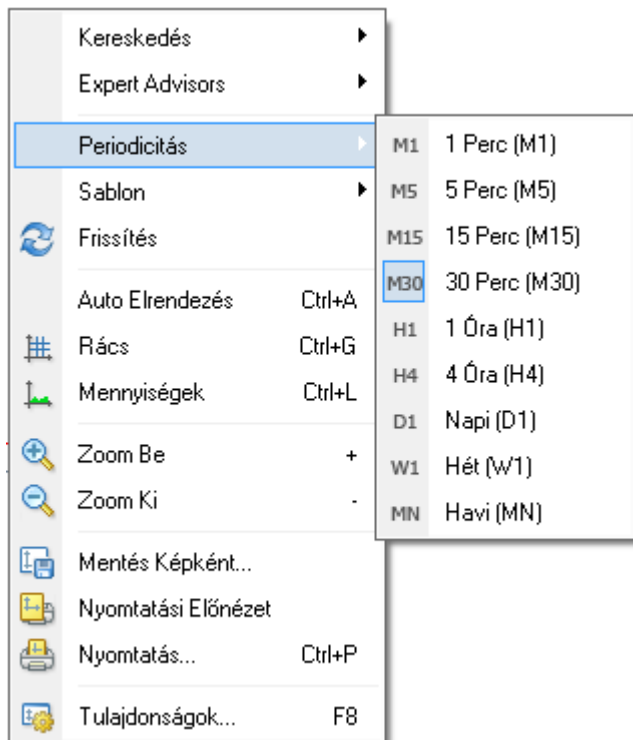 Kereskedés
Expert Advisors
Periodicitás
Sablon
Frissítés
Auto Elrendezés Ctrl+A
Rács Ctrl+G
Mennyiségek Ctrl+L
Zoom Be +
Zoom Ki -
Mentés Képként...
Nyomtatási Előnézet
Nyomtatás... Ctrl+P
Tulajdonságok... F8
M1 1 Perc (M1)
M5 5 Perc (M5)
M15 15 Perc (M15)
M30 30 Perc (M30)
H1 1 Óra (H1)
H4 4 Óra (H4)
D1 Napi (D1)
W1 Hét (W1)
MN Havi (MN)